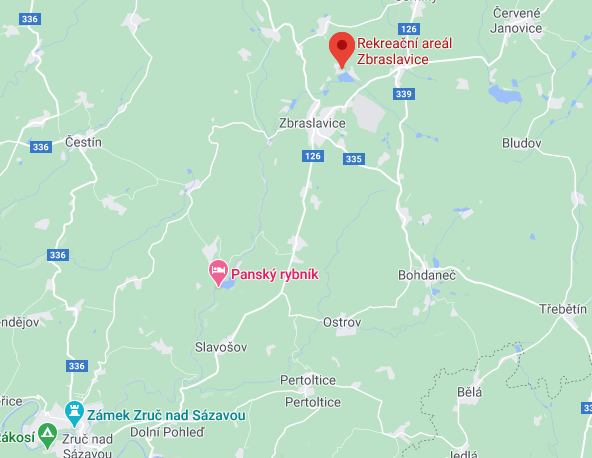 336
Červené
Janovice
126
Rekreační areál
Zbraslavice
339
Zbraslavice
336
Čestín
126
335
Bludov
336
Panský rybník
Bohdaneč
Třebětín
Ostrov
Slavošov
336
Pertoltice
Pertoltice
Bělá
Zámek Zruč nad Sázavou
Dolní Pohleď
Zruč nad
Sázavou